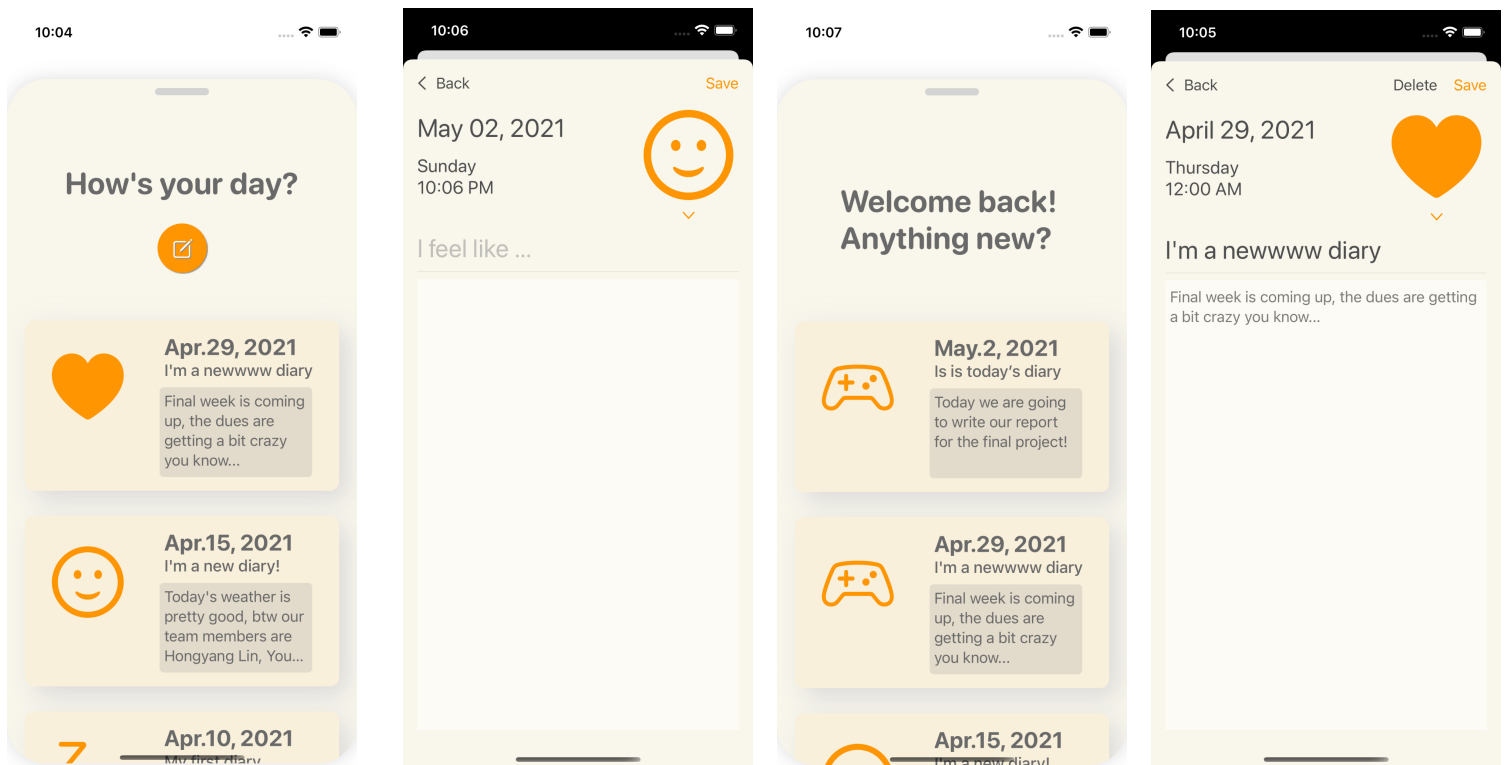 10:04
How's your day?
Apr.29, 2021
I'm a newwww diary
Final week is coming
up, the dues are
getting a bit crazy
you know...
Apr.15, 2021
I'm a new diary!
Today's weather is
pretty good, btw our
team members are
Hongyang Lin, You...
Apr.10, 2021
My first diary
10:06
Back
Save
May 02, 2021
Sunday
10:06 PM
I feel like ...
10:07
Welcome back!
Anything new?
May.2, 2021
Is is today’s diary
Today we are going
to write our report
for the final project!
Apr.29, 2021
I'm a newwww diary
Final week is coming
up, the dues are
getting a bit crazy
you know...
Apr.15, 2021
I'm a new diary!
10:05
Back
Delete Save
April 29, 2021
Thursday
12:00 AM
I'm a newwww diary
Final week is coming up, the dues are getting
a bit crazy you know...